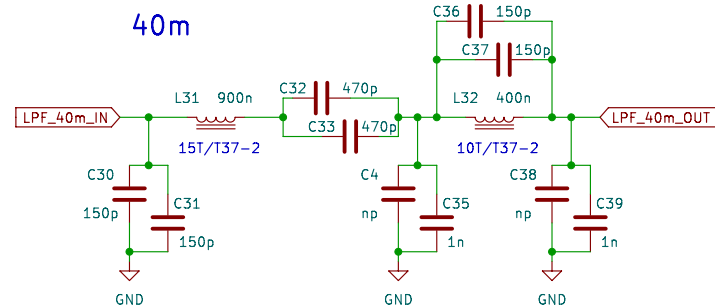 40m
C36 150p
C37 150p
L31 900n
C32 470p
L32 400n
LPF_40m_IN
LPF_40m_OUT
C33 470p
15T/T37-2
10T/T37-2
C30
150p
C31
150p
C4
np
C35
1n
C38
np
C39
1n
GND
GND
GND